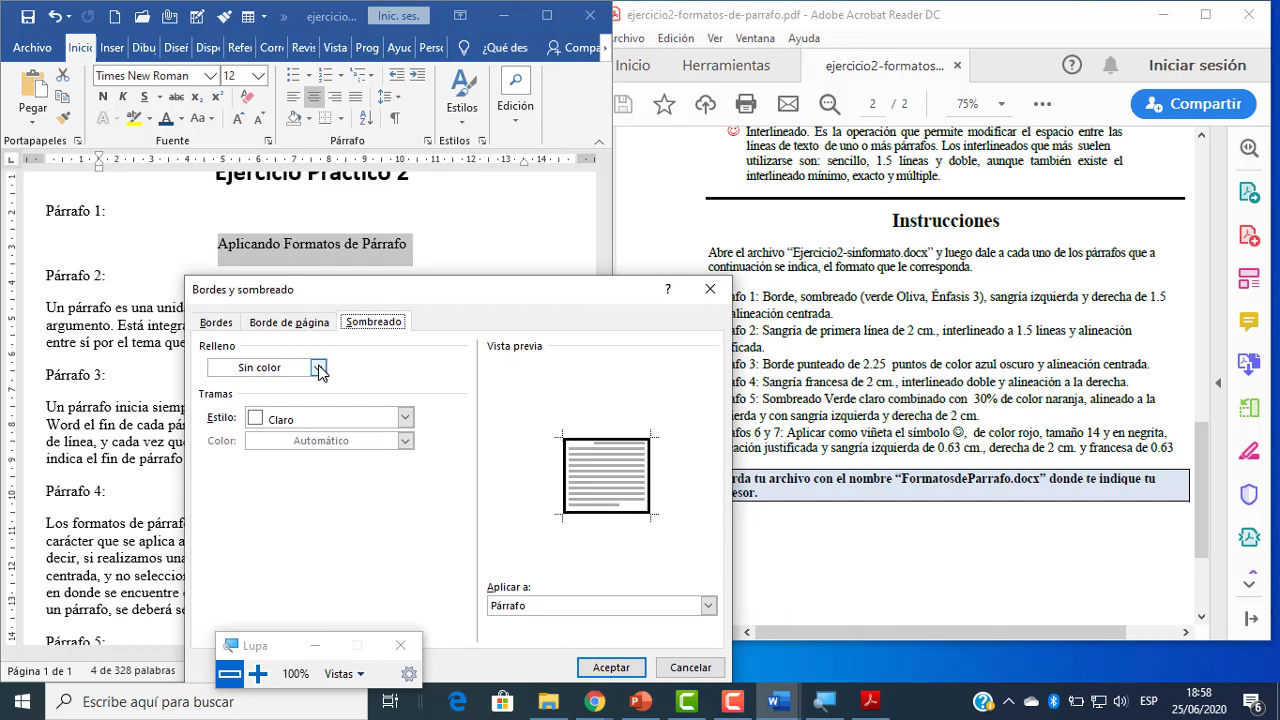 ejercicio...
Inic. ses.
Archivo
Inicio
Inser
Dibu
Disei
Dispo
Refer
Corre
Revis
Vista
Prog
Ayuc
Perso
¿Qué des
Compa
Pegar
Times New Roman
12
Estilos
Edición
Portapapeles
Fuente
Párrafo
Estilos
Ejercicio Práctico 2
Párrafo 1:
Aplicando Formatos de Párrafo
Párrafo 2:
Un párrafo es una unida
argumento. Está integra
entre sí por el tema que
Párrafo 3:
Un párrafo inicia siemp
Word el fin de cada párr
de línea, y cada vez que
indica el fin de párrafo
Párrafo 4:
Los formatos de párrafo
carácter que se aplica a
decir, si realizamos una
centrada, y no seleccion
en donde se encuentre e
un párrafo, se deberá se
Párrafo 5:
Página 1 de 1
4 de 328 palabras
Bordes y sombreado
?
Bordes
Borde de página
Sombreado
Relleno
Sin color
Tramas
Estilo:
Claro
Color:
Automático
Vista previa
Aplicar a:
Párrafo
Aceptar
Cancelar
Lupa
100%
Vistas
ejercicio2-formatos-de-parrafo.pdf - Adobe Acrobat Reader DC
rchivo
Edición
Ver
Ventana
Ayuda
Inicio
Herramientas
ejercicio2-formatos...
Iniciar sesión
2 / 2
75%
Compartir
Interlineado. Es la operación que permite modificar el espacio entre las
líneas de texto de uno o más párrafos. Los interlineados que más suelen
utilizarse son: sencillo, 1.5 líneas y doble, aunque también existe el
interlineado mínimo, exacto y múltiple.
Instrucciones
Abre el archivo “Ejercicio2-sinformato.docx” y luego dale a cada uno de los párrafos que a
continuación se indica, el formato que le corresponda.
afo 1: Borde, sombreado (verde Oliva, Énfasis 3), sangría izquierda y derecha de 1.5
alineación centrada.
afo 2: Sangría de primera línea de 2 cm., interlineado a 1.5 líneas y alineación
ficada.
afo 3: Borde punteado de 2.25 puntos de color azul oscuro y alineación centrada.
afo 4: Sangría francesa de 2 cm., interlineado doble y alineación a la derecha.
afo 5: Sombreado Verde claro combinado con 30% de color naranja, alineado a la
uierda y con sangría izquierda y derecha de 2 cm.
afos 6 y 7: Aplicar como viñeta el símbolo ☺, de color rojo, tamaño 14 y en negrita,
eación justificada y sangría izquierda de 0.63 cm., derecha de 2 cm. y francesa de 0.63
rda tu archivo con el nombre “FormatosdeParrafo.docx” donde te indique tu
esor.
Escribe aquí para buscar
ESP
18:58
25/06/2020
6